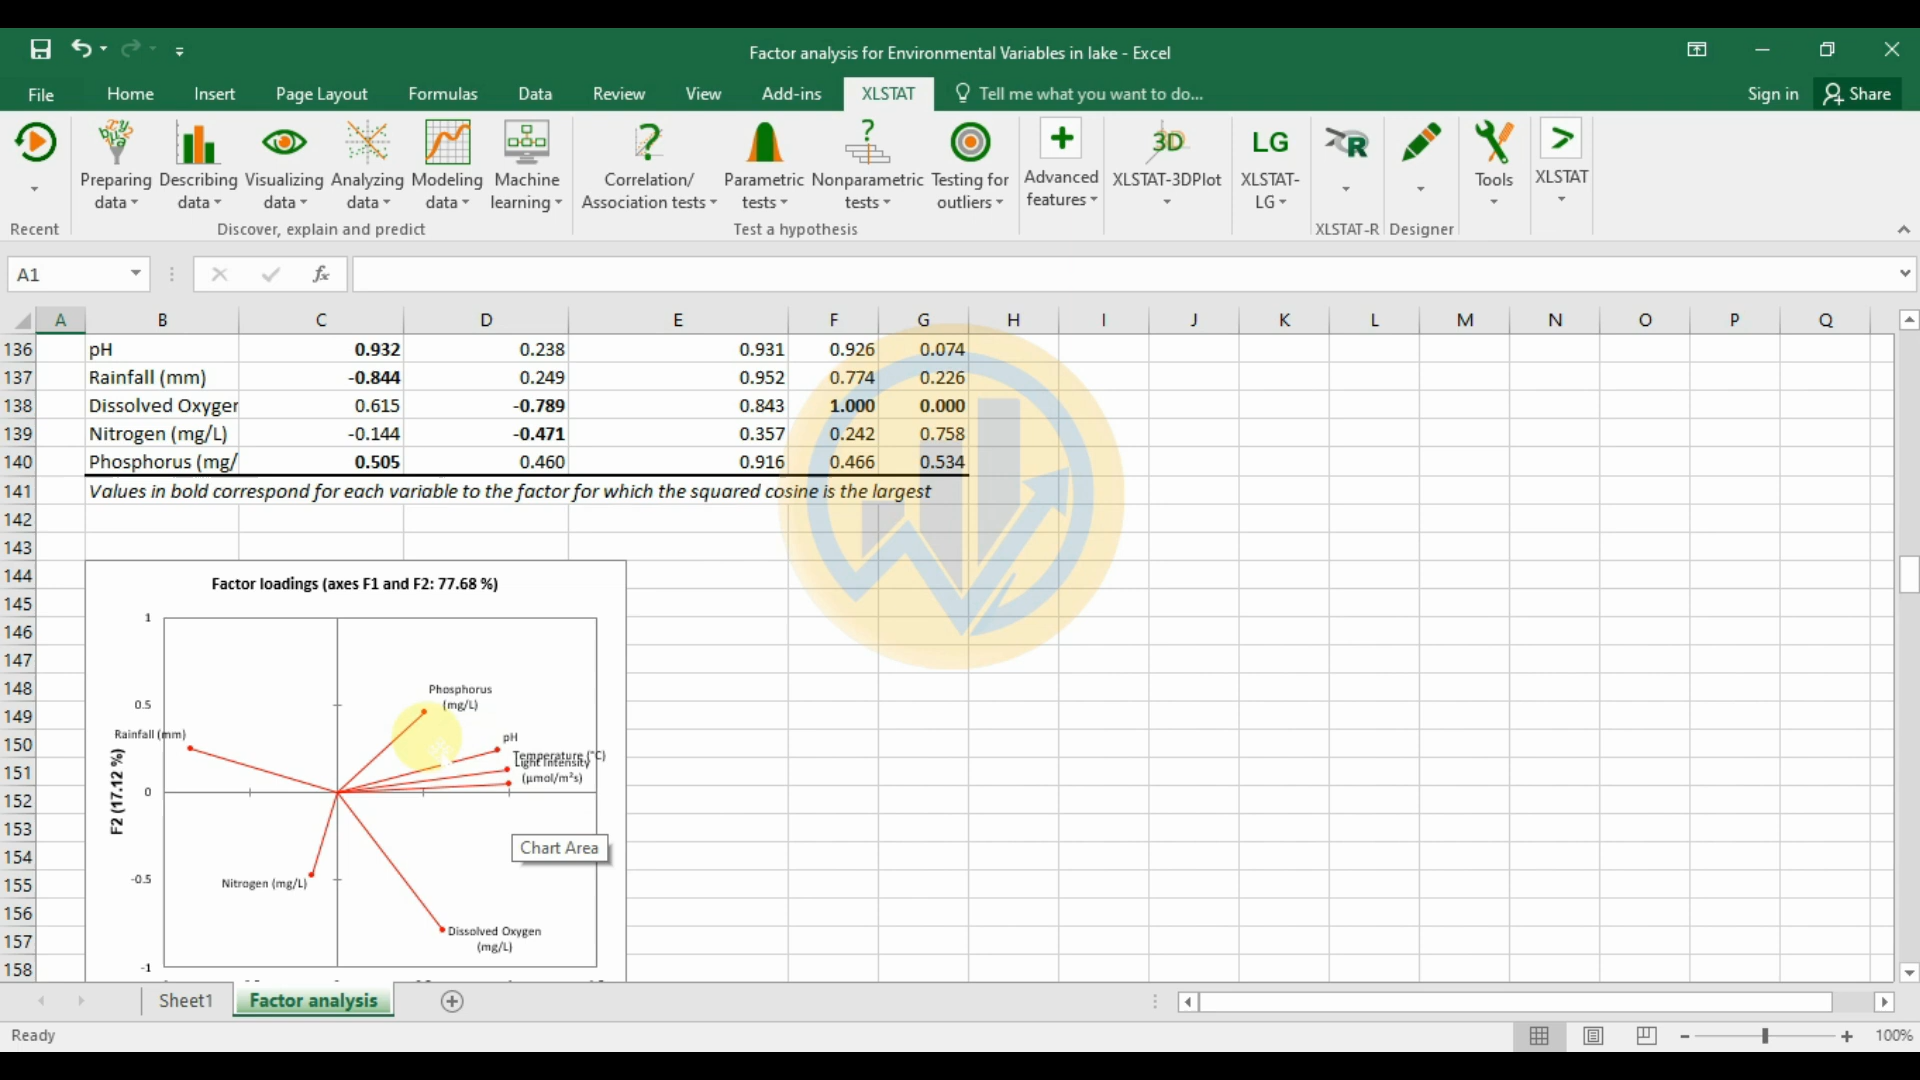 Factor analysis for Environmental Variables in lake - Excel
File Home Insert Page Layout Formulas Data Review View Add-ins XLSTAT Tell me what you want to do... Sign in Share
Preparing data Describing data Visualizing data Analyzing data Modeling data Machine learning Correlation/ Association tests Parametric tests Nonparametric tests Testing for outliers Advanced features XLSTAT-3DPlot XLSTAT-LG Tools XLSTAT
3D LG R
Recent Discover, explain and predict Test a hypothesis XLSTAT-R Designer
A1 fx
A B C D E F G H I J K L M N O P Q
136 pH 0.932 0.238 0.931 0.926 0.074
137 Rainfall (mm) -0.844 0.249 0.952 0.774 0.226
138 Dissolved Oxyger 0.615 -0.789 0.843 1.000 0.000
139 Nitrogen (mg/L) -0.144 -0.471 0.357 0.242 0.758
140 Phosphorus (mg/ 0.505 0.460 0.916 0.466 0.534
141 Values in bold correspond for each variable to the factor for which the squared cosine is the largest
142
143
144
145
146
147
148
149
150
151
152
153
154
155
156
157
158
Factor loadings (axes F1 and F2: 77.68 %)
1
0.5
0
-0.5
-1
F2 (17.12 %)
Phosphorus
(mg/L)
Rainfall (mm)
pH
Temperature (°C)
Light Intensity
(µmol/m²s)
Chart Area
Nitrogen (mg/L)
Dissolved Oxygen
(mg/L)
Sheet1 Factor analysis
Ready 100%